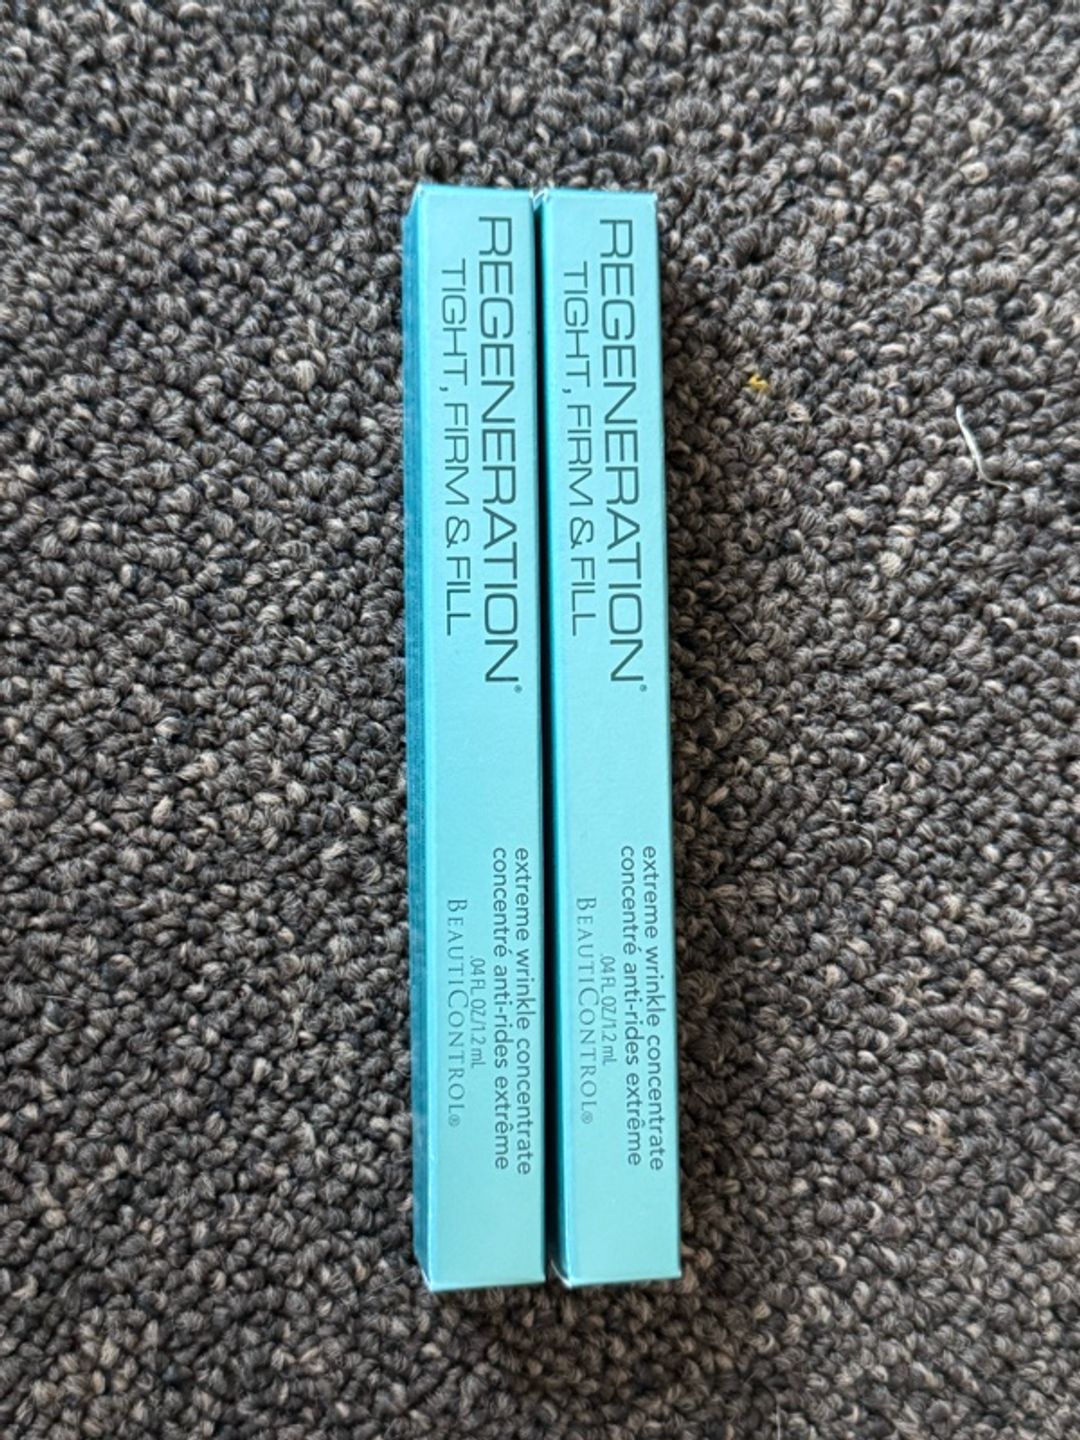 REGENERATION®
TIGHT, FIRM & FILL
extreme wrinkle concentrate
concentré anti-rides extrême
.04 FL OZ/1.2 mL
BEAUTICONTROL®
REGENERATION®
TIGHT, FIRM & FILL
extreme wrinkle concentrate
concentré anti-rides extrême
.04 FL OZ/1.2 mL
BEAUTICONTROL®